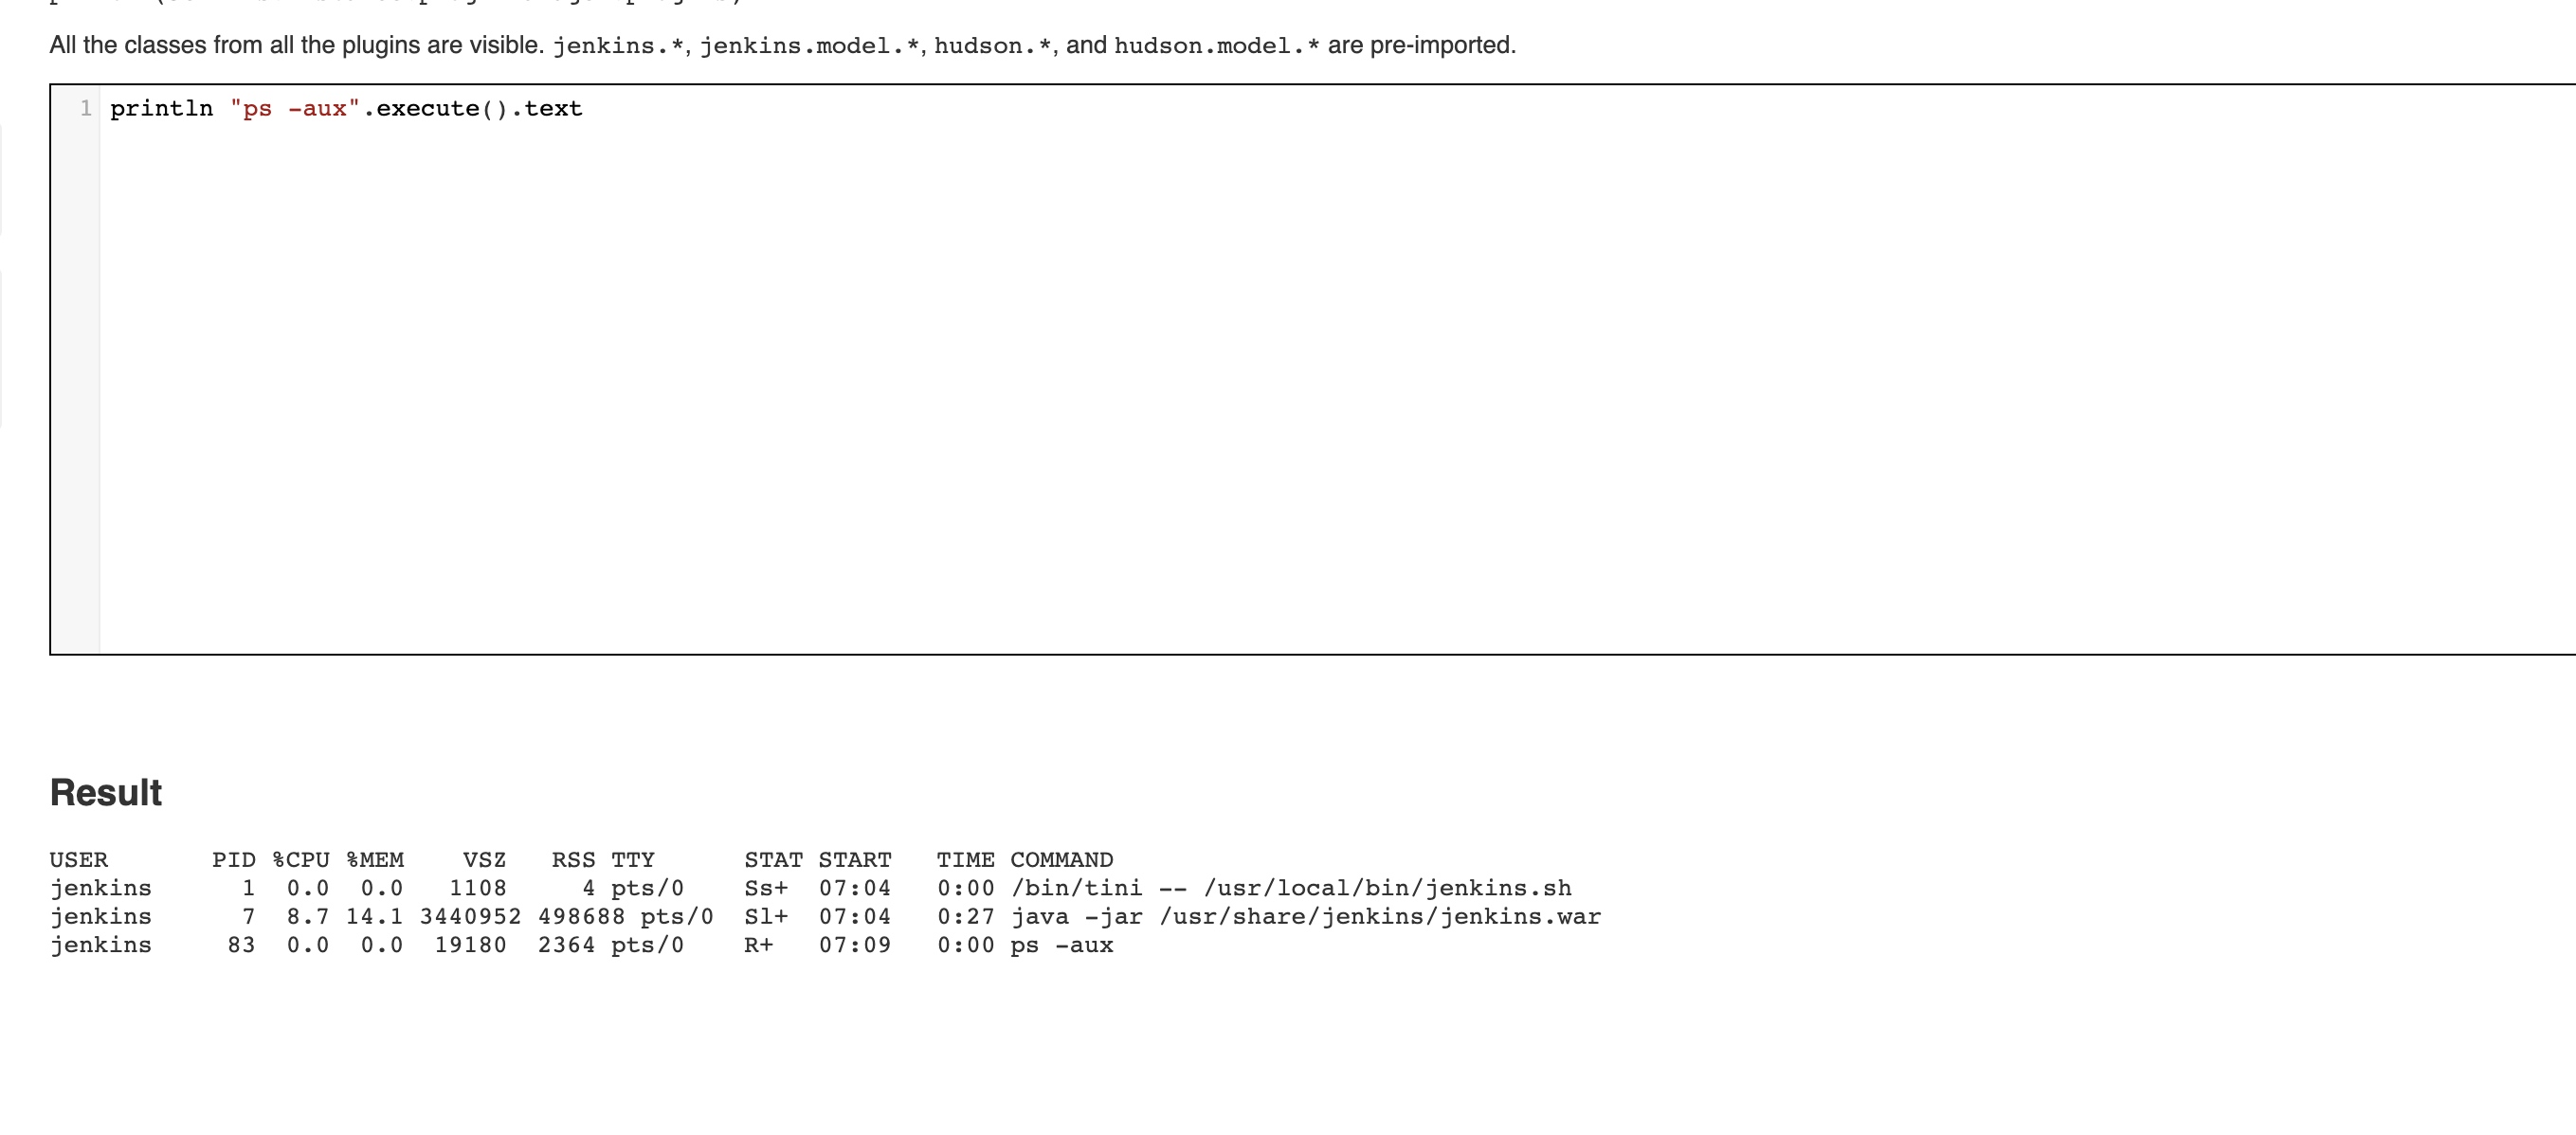 All the classes from all the plugins are visible. jenkins.*, jenkins.model.*, hudson.*, and hudson.model.* are pre-imported.
1 println "ps -aux".execute().text
Result
USER       PID %CPU %MEM    VSZ   RSS TTY      STAT START   TIME COMMAND
jenkins      1  0.0  0.0   1108     4 pts/0    Ss+  07:04   0:00 /bin/tini -- /usr/local/bin/jenkins.sh
jenkins      7  8.7 14.1 3440952 498688 pts/0  Sl+  07:04   0:27 java -jar /usr/share/jenkins/jenkins.war
jenkins     83  0.0  0.0  19180  2364 pts/0    R+   07:09   0:00 ps -aux